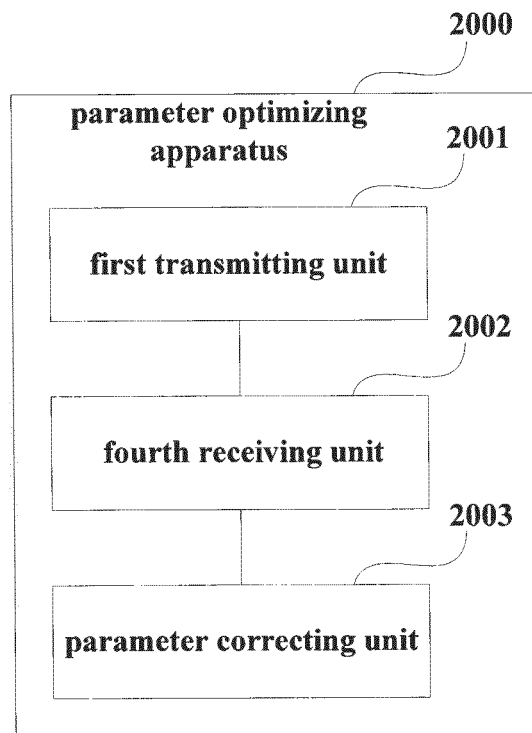 2000
parameter optimizing
apparatus
2001
first transmitting unit
2002
fourth receiving unit
2003
parameter correcting unit